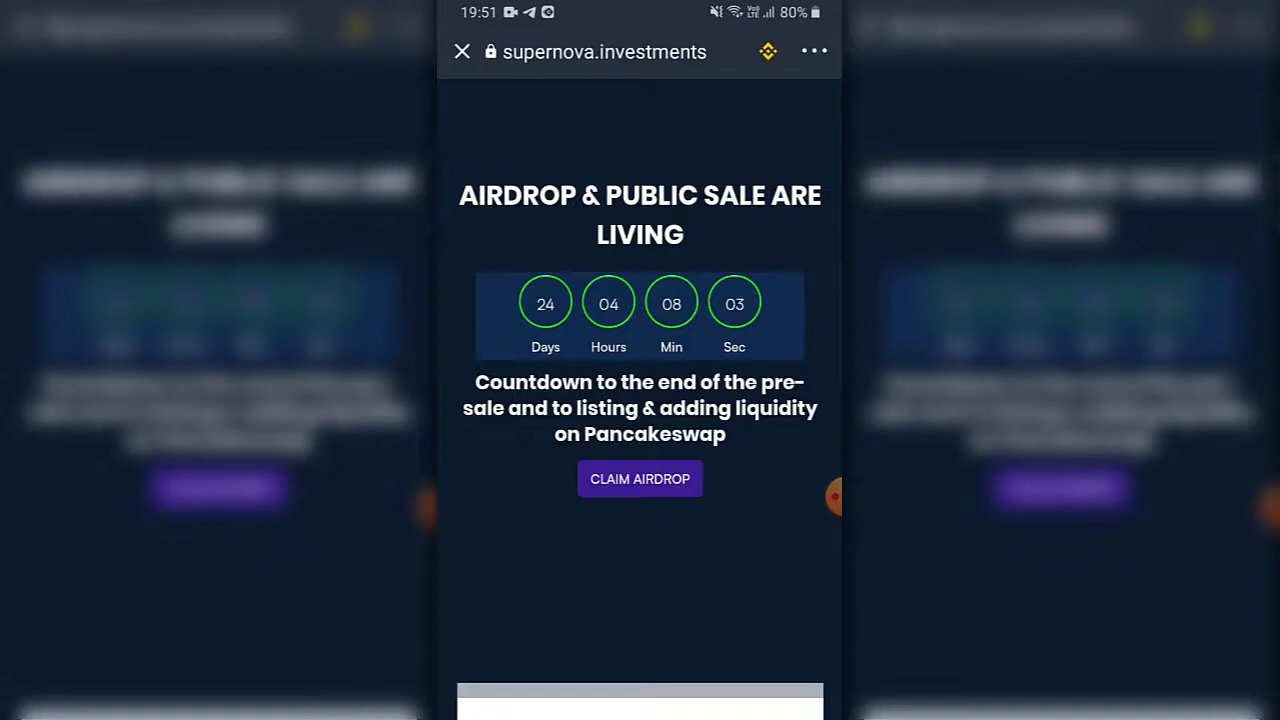 19:51 80%
supernova.investments
AIRDROP & PUBLIC SALE ARE
LIVING
24 04 08 03
Days Hours Min Sec
Countdown to the end of the pre-
sale and to listing & adding liquidity
on Pancakeswap
CLAIM AIRDROP